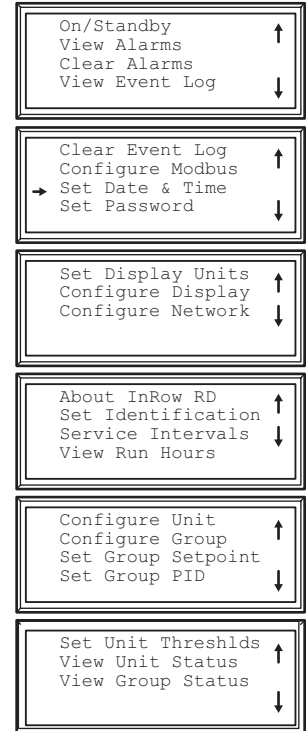 On/Standby
View Alarms
Clear Alarms
View Event Log
Clear Event Log
Configure Modbus
Set Date & Time
Set Password
Set Display Units
Configure Display
Configure Network
About InRow RD
Set Identification
Service Intervals
View Run Hours
Configure Unit
Configure Group
Set Group Setpoint
Set Group PID
Set Unit Threshlds
View Unit Status
View Group Status